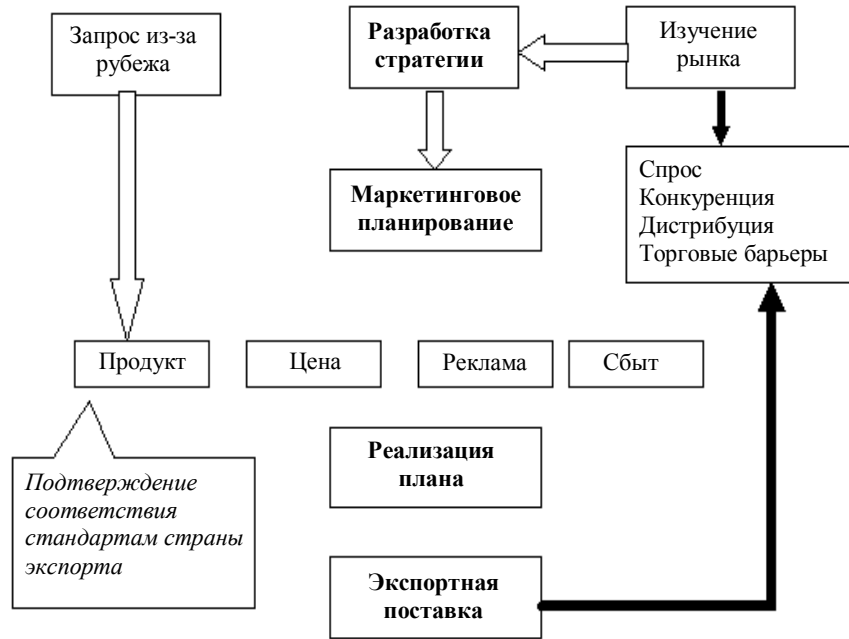 Запрос из-за
рубежа
Разработка
стратегии
Изучение
рынка
Маркетинговое
планирование
Спрос
Конкуренция
Дистрибуция
Торговые барьеры
Продукт
Цена
Реклама
Сбыт
Подтверждение
соответствия
стандартам страны
экспорта
Реализация
плана
Экспортная
поставка